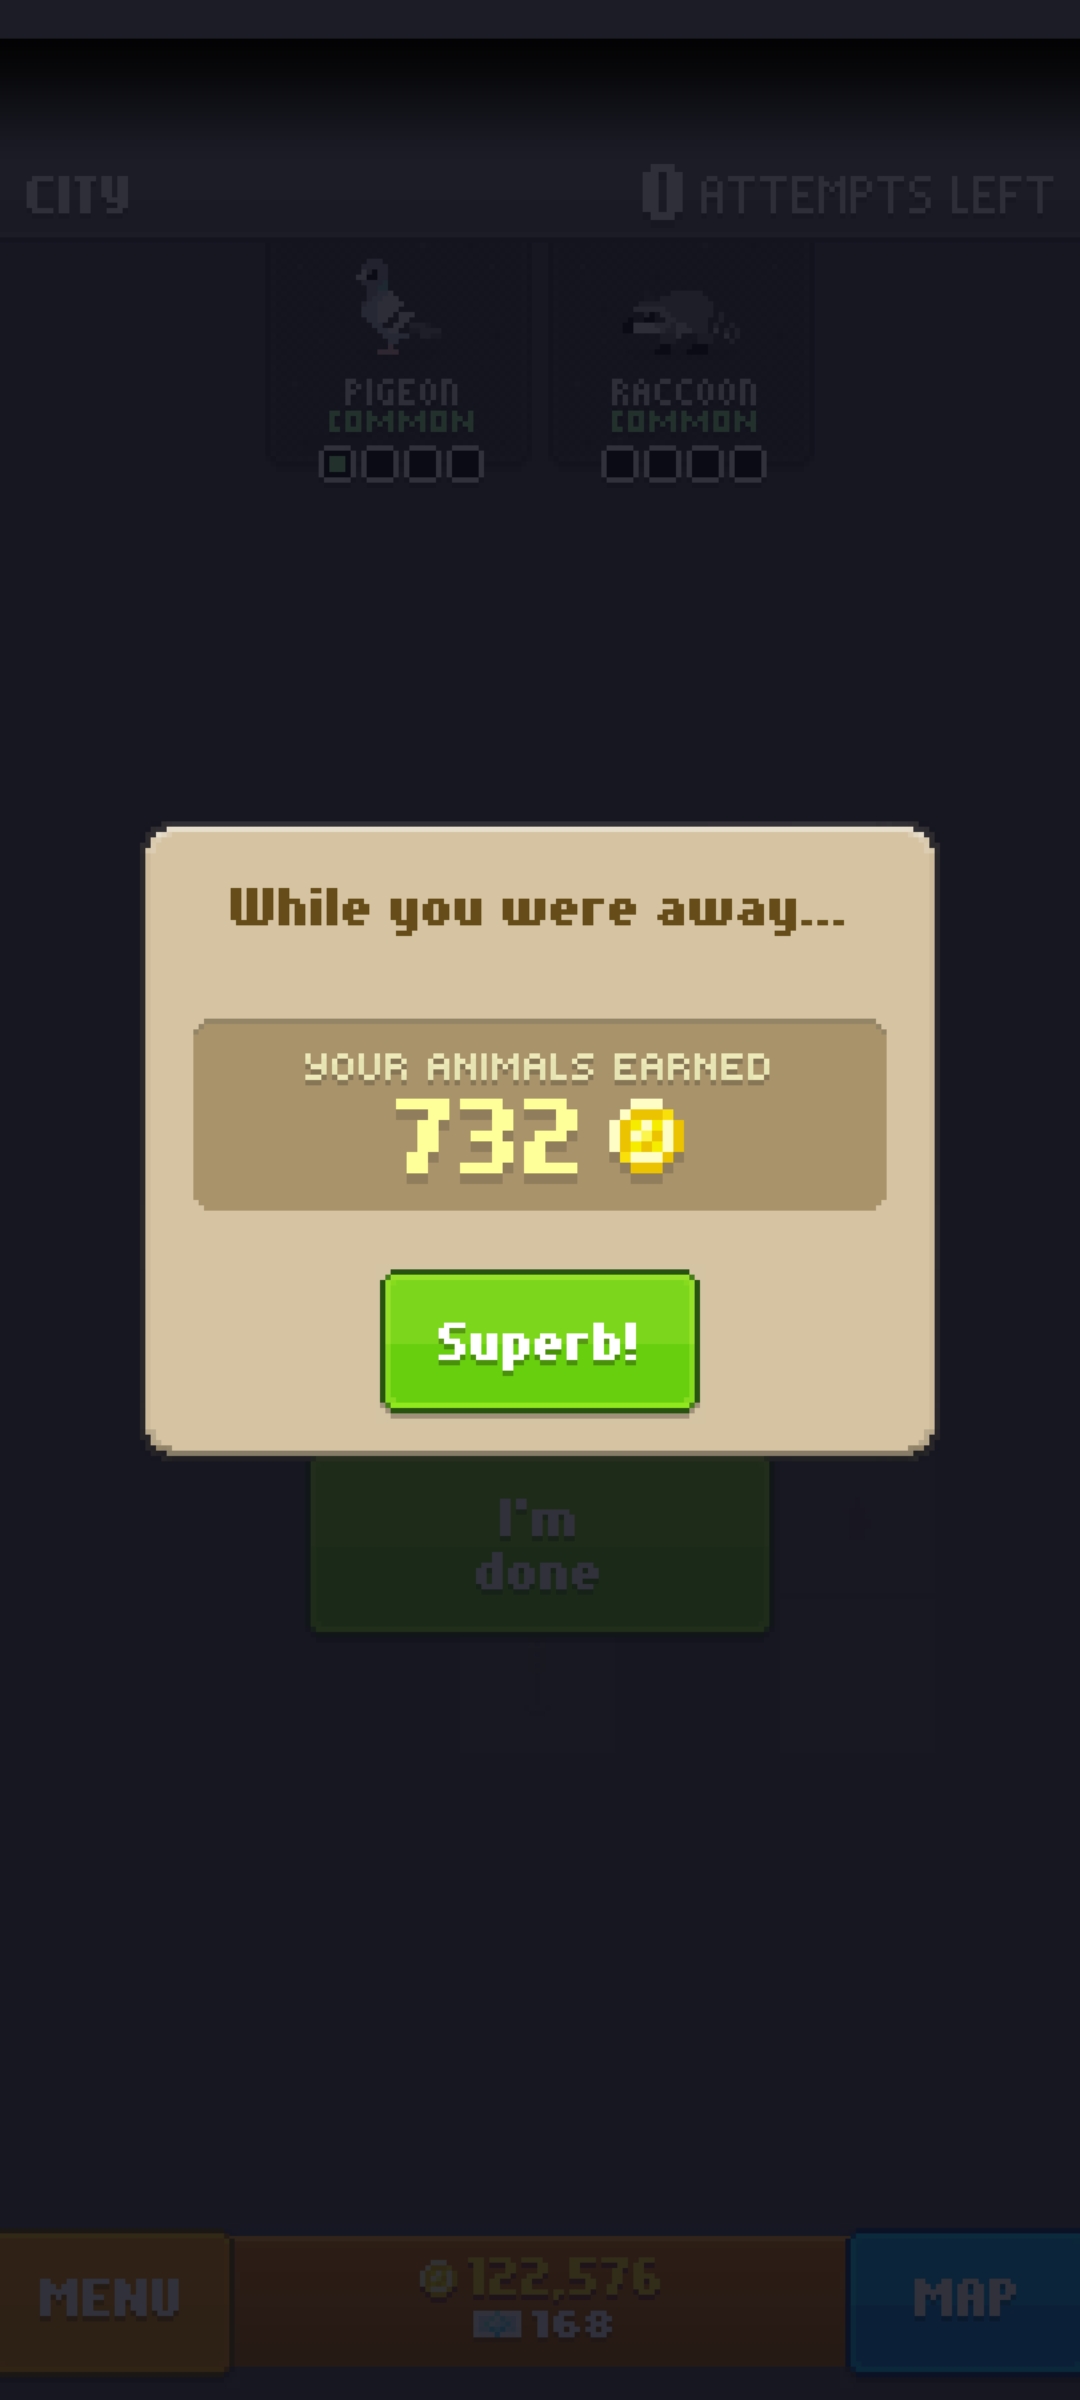 CITY
0 ATTEMPTS LEFT
PIGEON
COMMON
RACCOON
COMMON
While you were away...
YOUR ANIMALS EARNED
732
Superb!
I'm
done
MENU
122,576
168
MAP